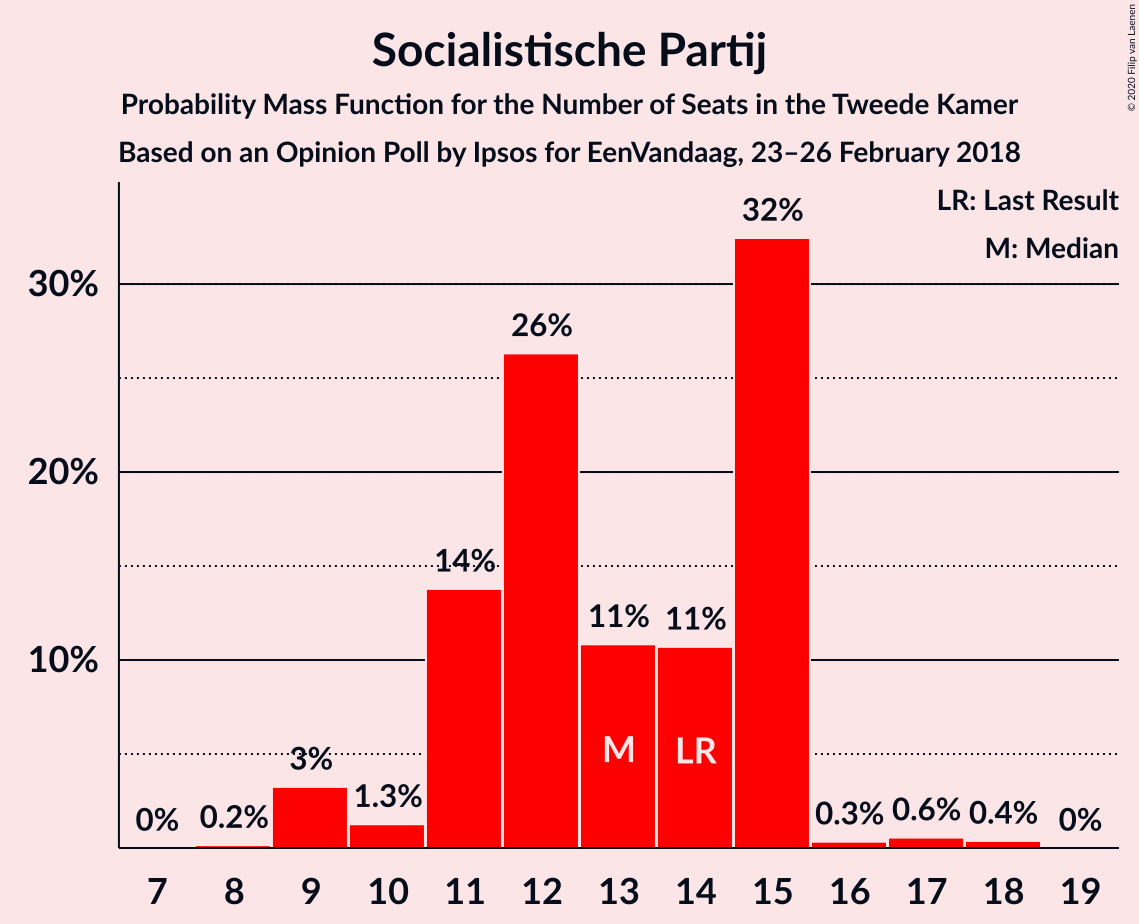 Socialistische Partij
Probability Mass Function for the Number of Seats in the Tweede Kamer
Based on an Opinion Poll by Ipsos for EenVandaag, 23–26 February 2018
© 2020 Filip van Laenen
LR: Last Result
M: Median
30%
20%
10%
0%
0.2%
3%
1.3%
14%
26%
11%
11%
32%
0.3%
0.6%
0.4%
0%
M
LR
7 8 9 10 11 12 13 14 15 16 17 18 19